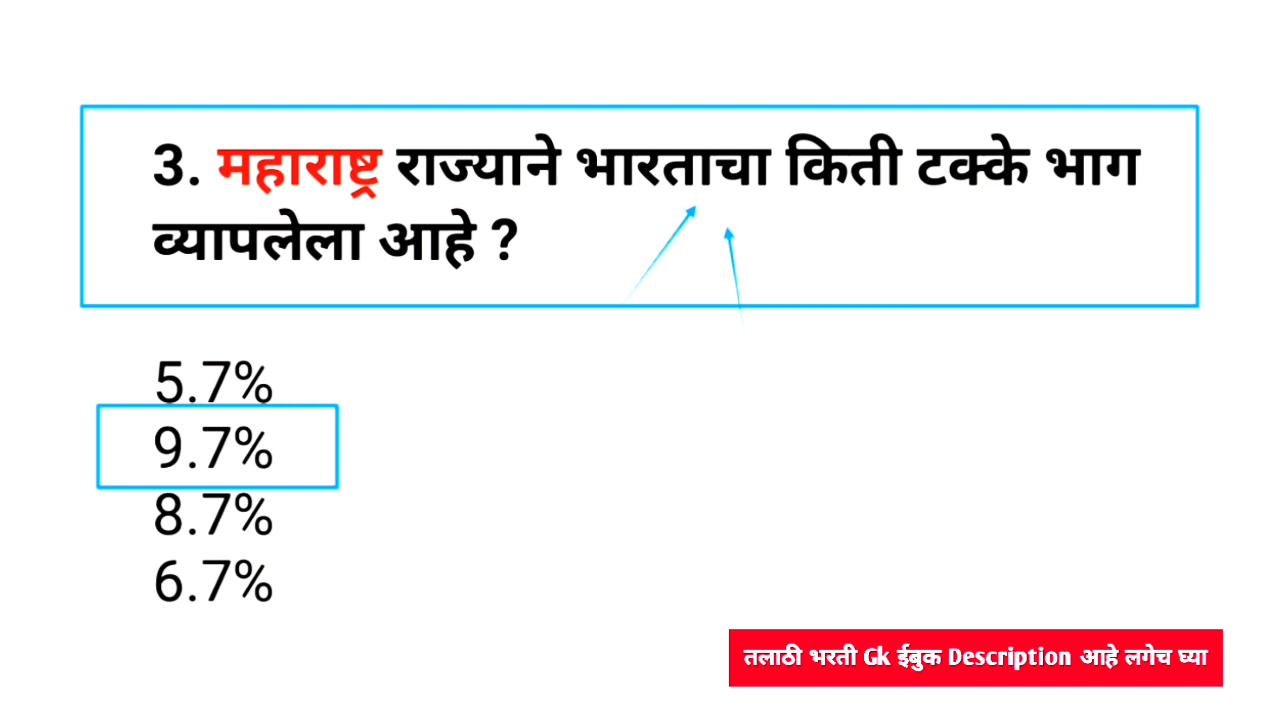 3. महाराष्ट्र राज्याने भारताचा किती टक्के भाग
व्यापलेला आहे ?
5.7%
9.7%
8.7%
6.7%
तलाठी भरती Gk ईबुक Description आहे लगेच घ्या